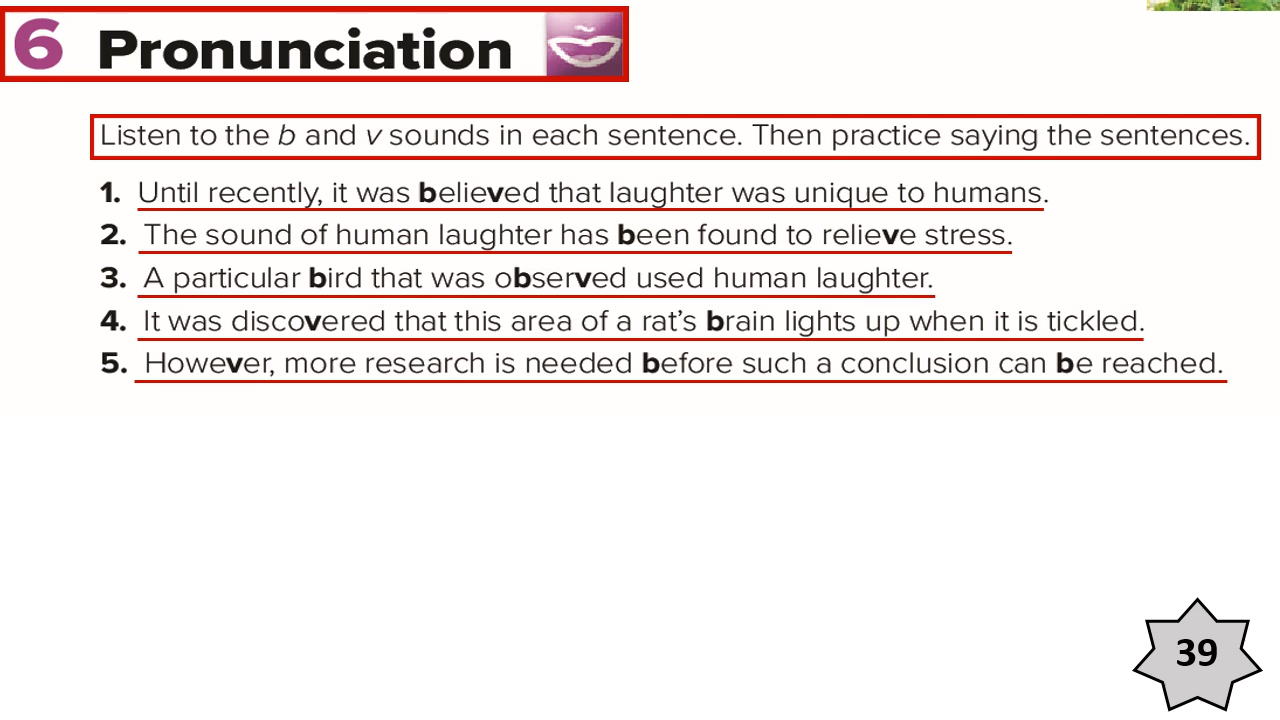 6 Pronunciation
Listen to the b and v sounds in each sentence. Then practice saying the sentences.
1. Until recently, it was believed that laughter was unique to humans.
2. The sound of human laughter has been found to relieve stress.
3. A particular bird that was observed used human laughter.
4. It was discovered that this area of a rat’s brain lights up when it is tickled.
5. However, more research is needed before such a conclusion can be reached.
39